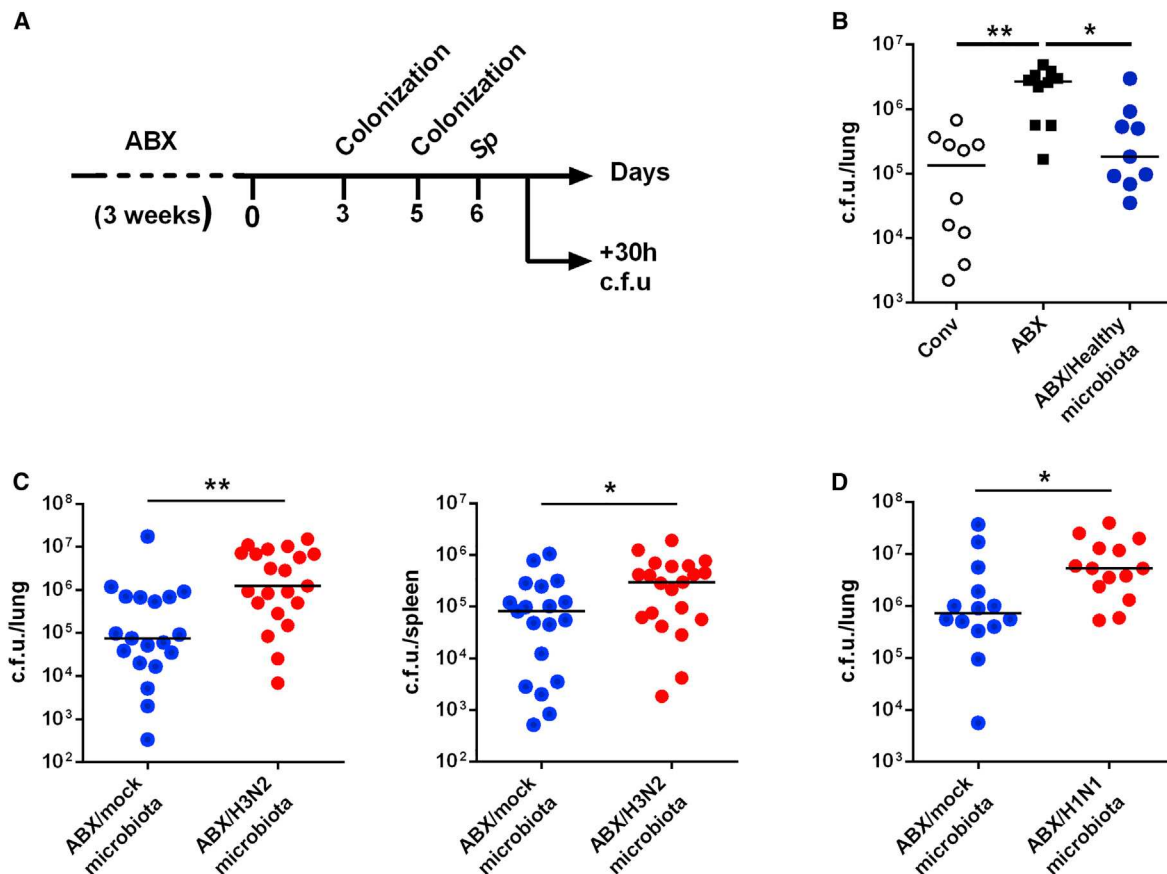 A
ABX
(3 weeks)
Colonization
Colonization
Sp
Days
0
3
5
6
+30h
c.f.u
B
**
*
c.f.u./lung
10⁷
10⁶
10⁵
10⁴
10³
Conv
ABX
ABX/Healthy
microbiota
C
**
c.f.u./lung
10⁸
10⁷
10⁶
10⁵
10⁴
10³
10²
ABX/mock
microbiota
ABX/H3N2
microbiota
*
c.f.u./spleen
10⁷
10⁶
10⁵
10⁴
10³
10²
ABX/mock
microbiota
ABX/H3N2
microbiota
D
*
c.f.u./lung
10⁸
10⁷
10⁶
10⁵
10⁴
10³
ABX/mock
microbiota
ABX/H1N1
microbiota